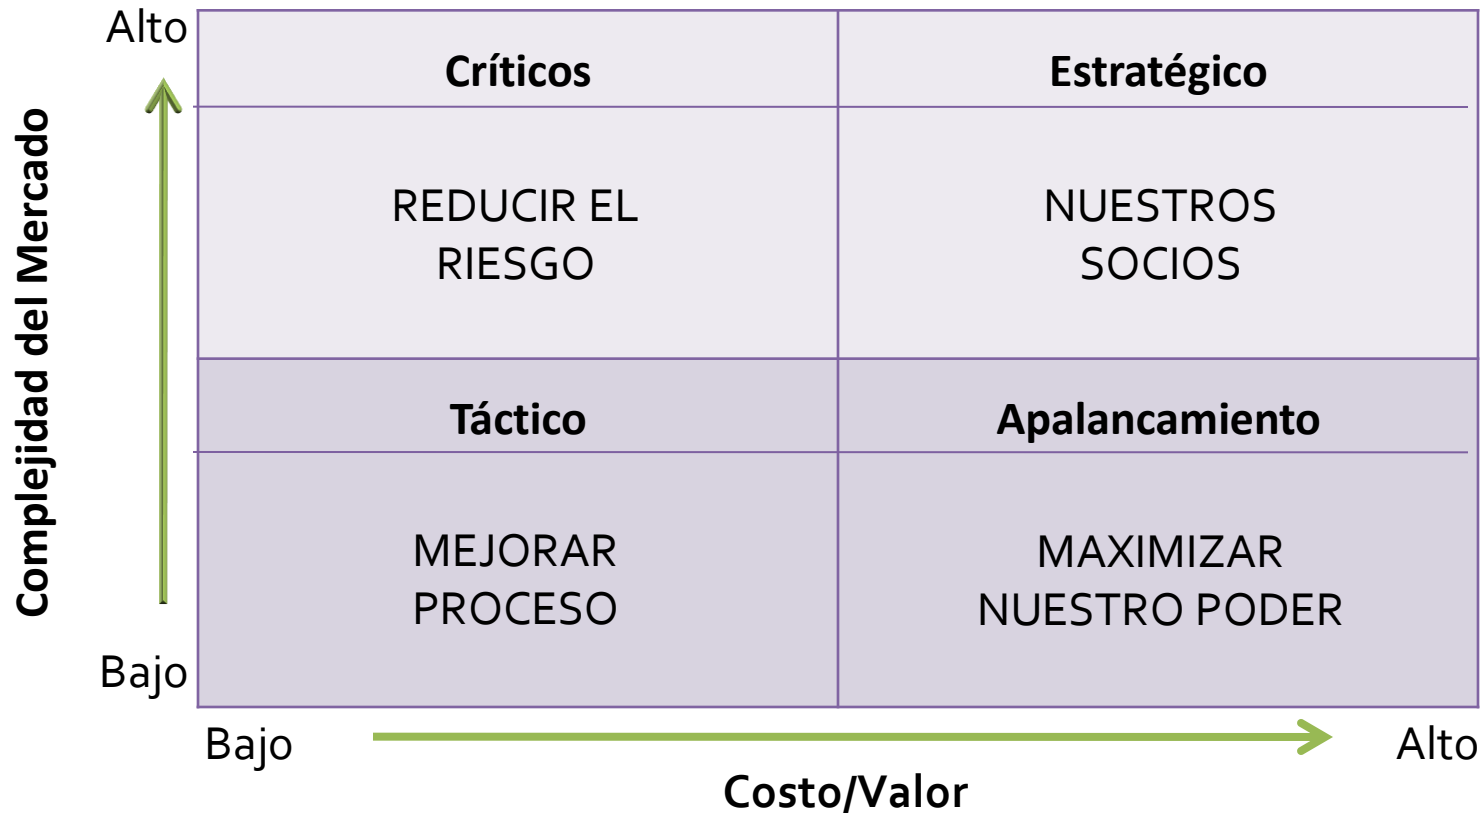 Alto
Críticos
Estratégico
REDUCIR EL
RIESGO
NUESTROS
SOCIOS
Complejidad del Mercado
Táctico
Apalancamiento
MEJORAR
PROCESO
MAXIMIZAR
NUESTRO PODER
Bajo
Bajo
Alto
Costo/Valor